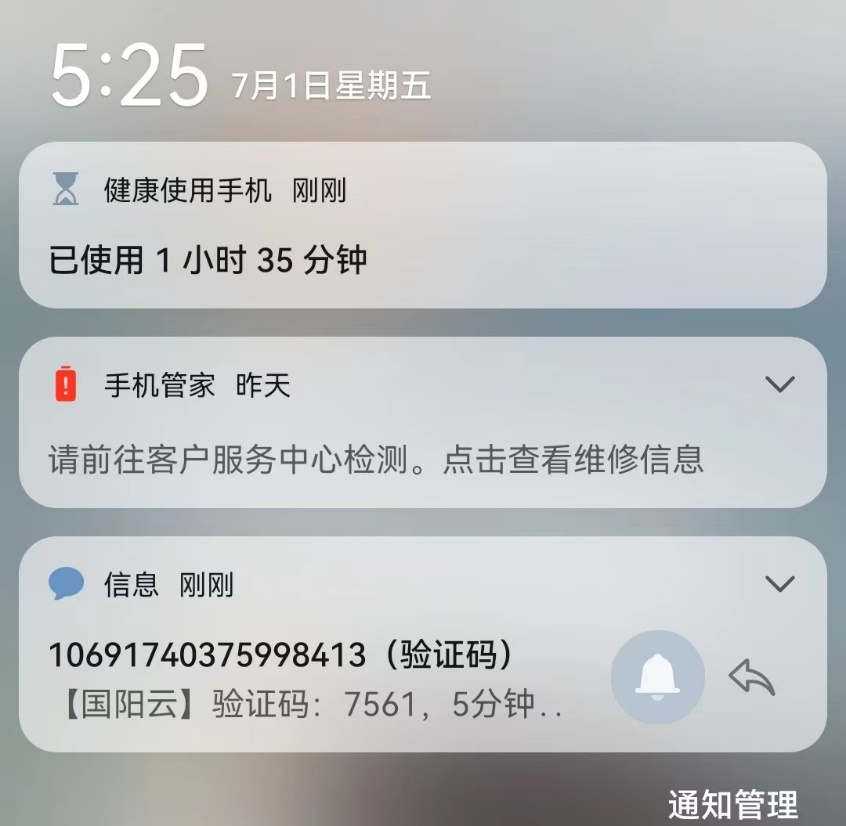 5:25 7月1日星期五
健康使用手机 刚刚
已使用 1 小时 35 分钟
手机管家 昨天
请前往客户服务中心检测。点击查看维修信息
信息 刚刚
10691740375998413（验证码）
【国阳云】验证码：7561，5分钟..
通知管理